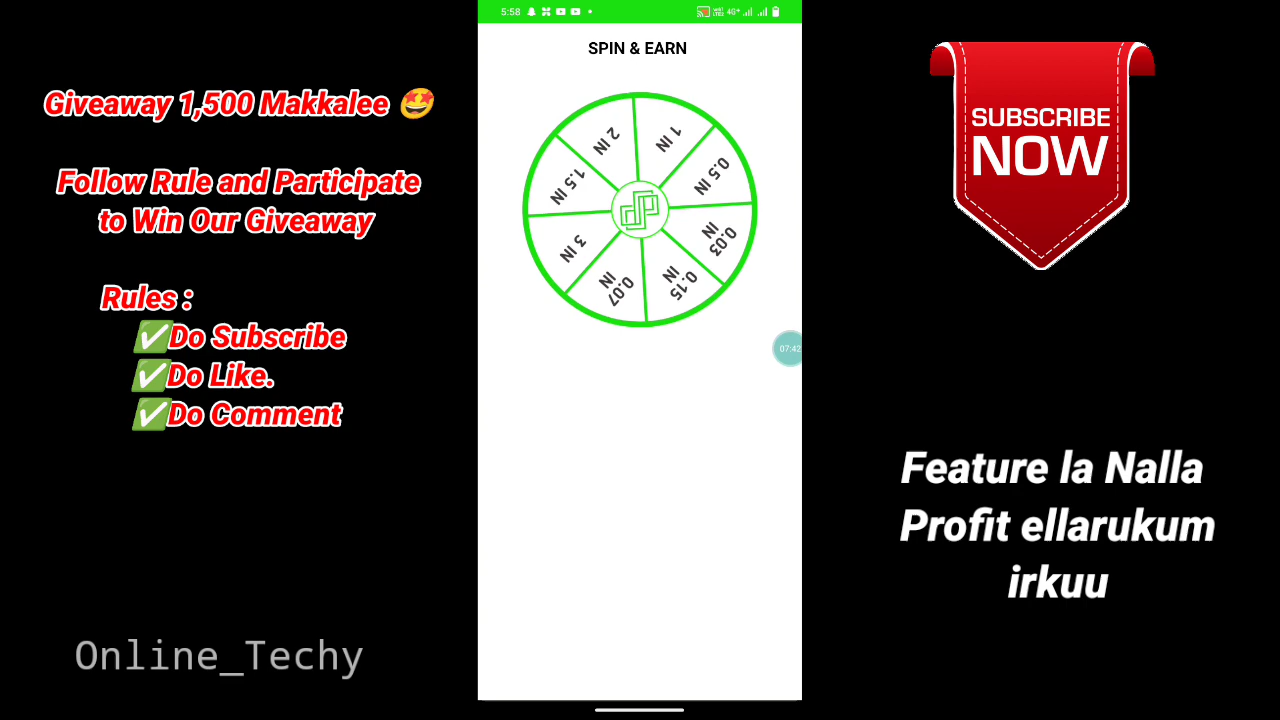 5:58
4G+
SPIN & EARN
Giveaway 1,500 Makkalee 🤩
Follow Rule and Participate
to Win Our Giveaway
Rules :
✅Do Subscribe
✅Do Like.
✅Do Comment
Online_Techy
2 IN
1 IN
0.5 IN
0.03
IN
0.15
IN
0.07
IN
3 IN
1.5 IN
07:42
SUBSCRIBE
NOW
Feature la Nalla
Profit ellarukum
irkuu